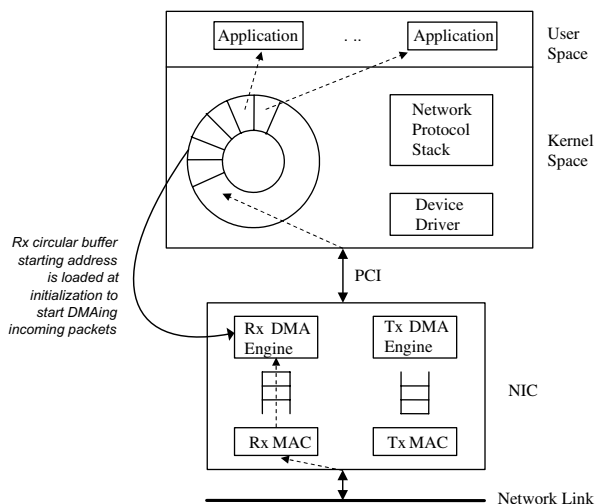 Application
. ..
Application
User
Space
Network
Protocol
Stack
Kernel
Space
Device
Driver
Rx circular buffer
starting address
is loaded at
initialization to
start DMAing
incoming packets
PCI
Rx DMA
Engine
Tx DMA
Engine
NIC
Rx MAC
Tx MAC
Network Link